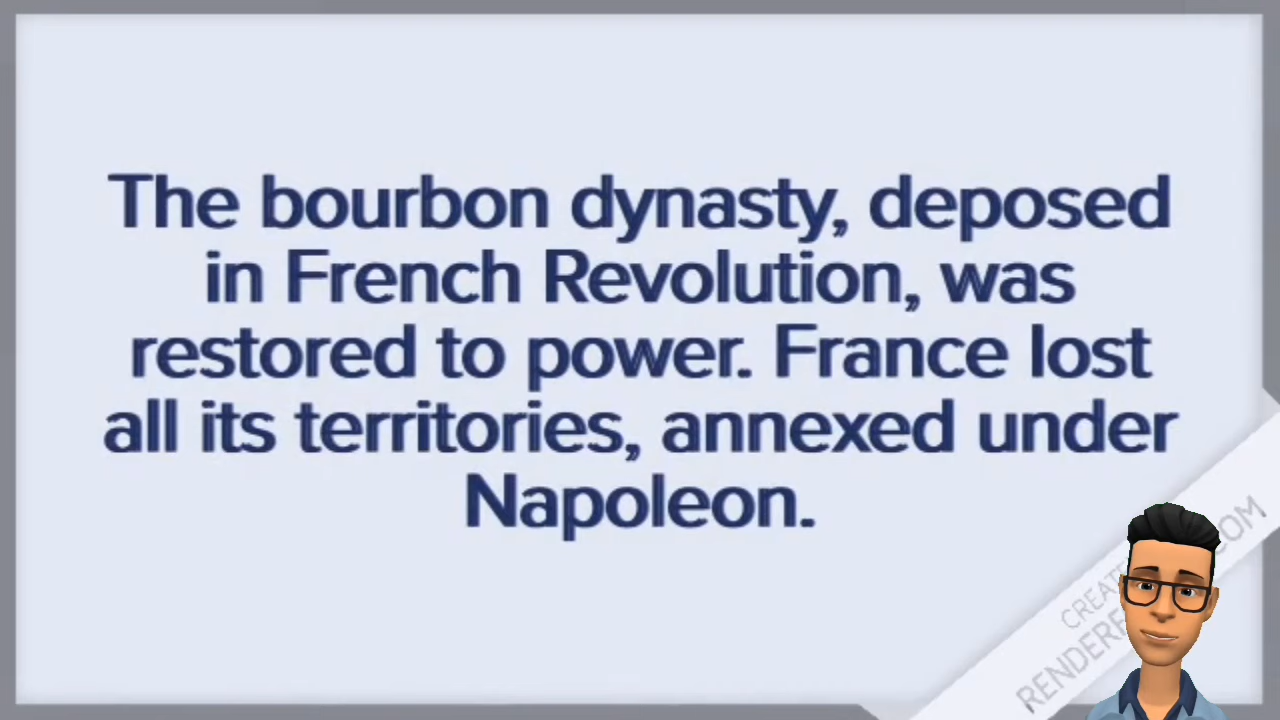 The bourbon dynasty, deposed
in French Revolution, was
restored to power. France lost
all its territories, annexed under
Napoleon.